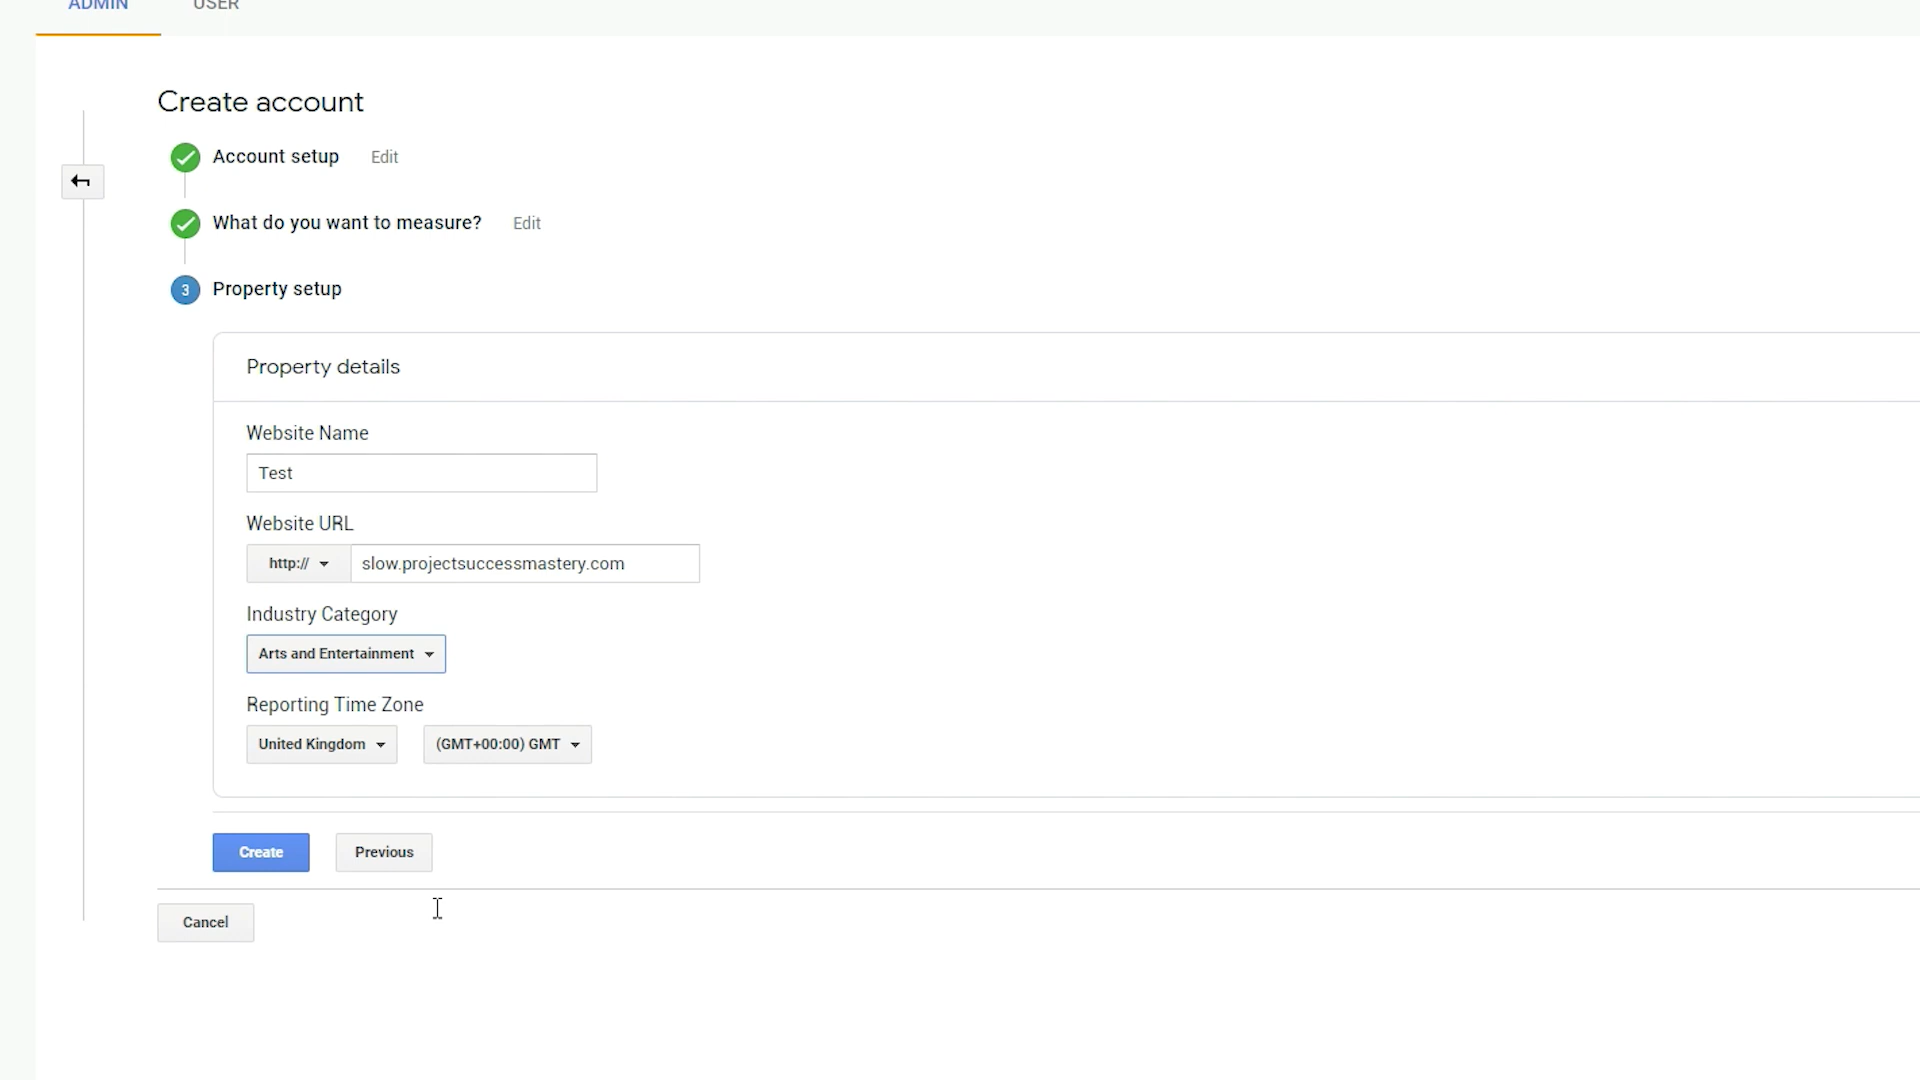 ADMIN USER
Create account
Account setup Edit
What do you want to measure? Edit
3 Property setup
Property details
Website Name
Test
Website URL
http:// slow.projectsuccessmastery.com
Industry Category
Arts and Entertainment
Reporting Time Zone
United Kingdom (GMT+00:00) GMT
Create Previous
Cancel